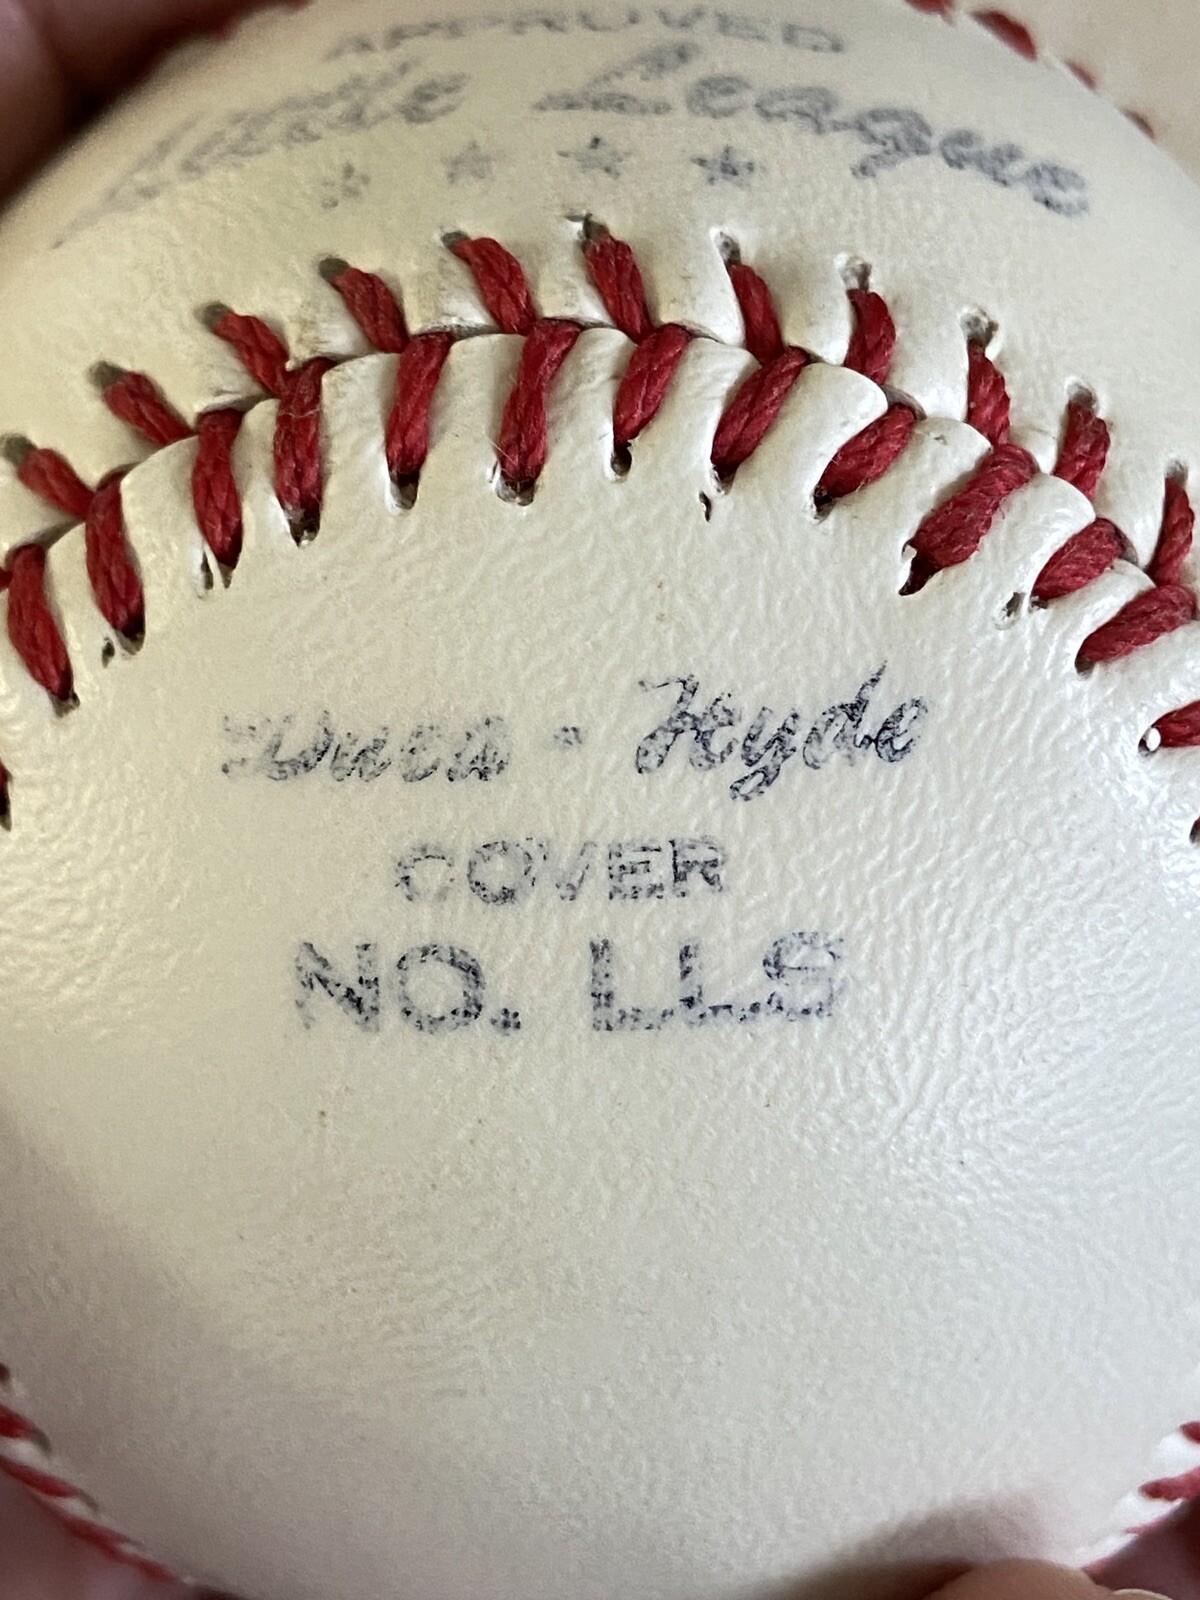 APPROVED
Little League
★ ★ ★ ★
- Hyde
COVER
NO. LLS